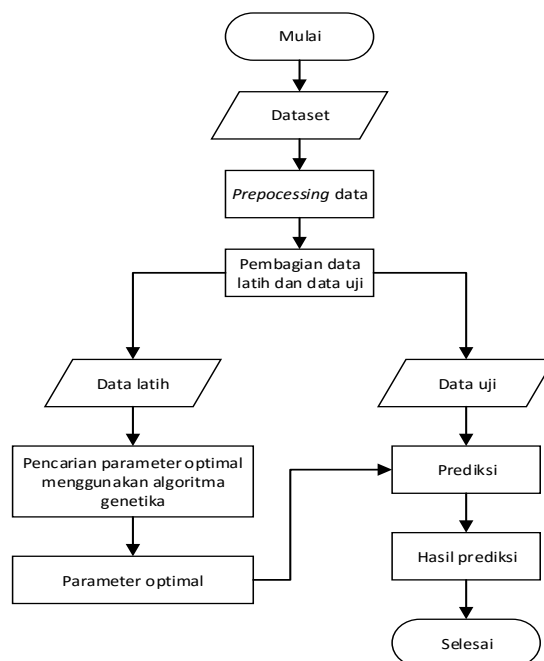 Mulai
Dataset
Prepocessing data
Pembagian data
latih dan data uji
Data latih
Data uji
Pencarian parameter optimal
menggunakan algoritma
genetika
Prediksi
Parameter optimal
Hasil prediksi
Selesai